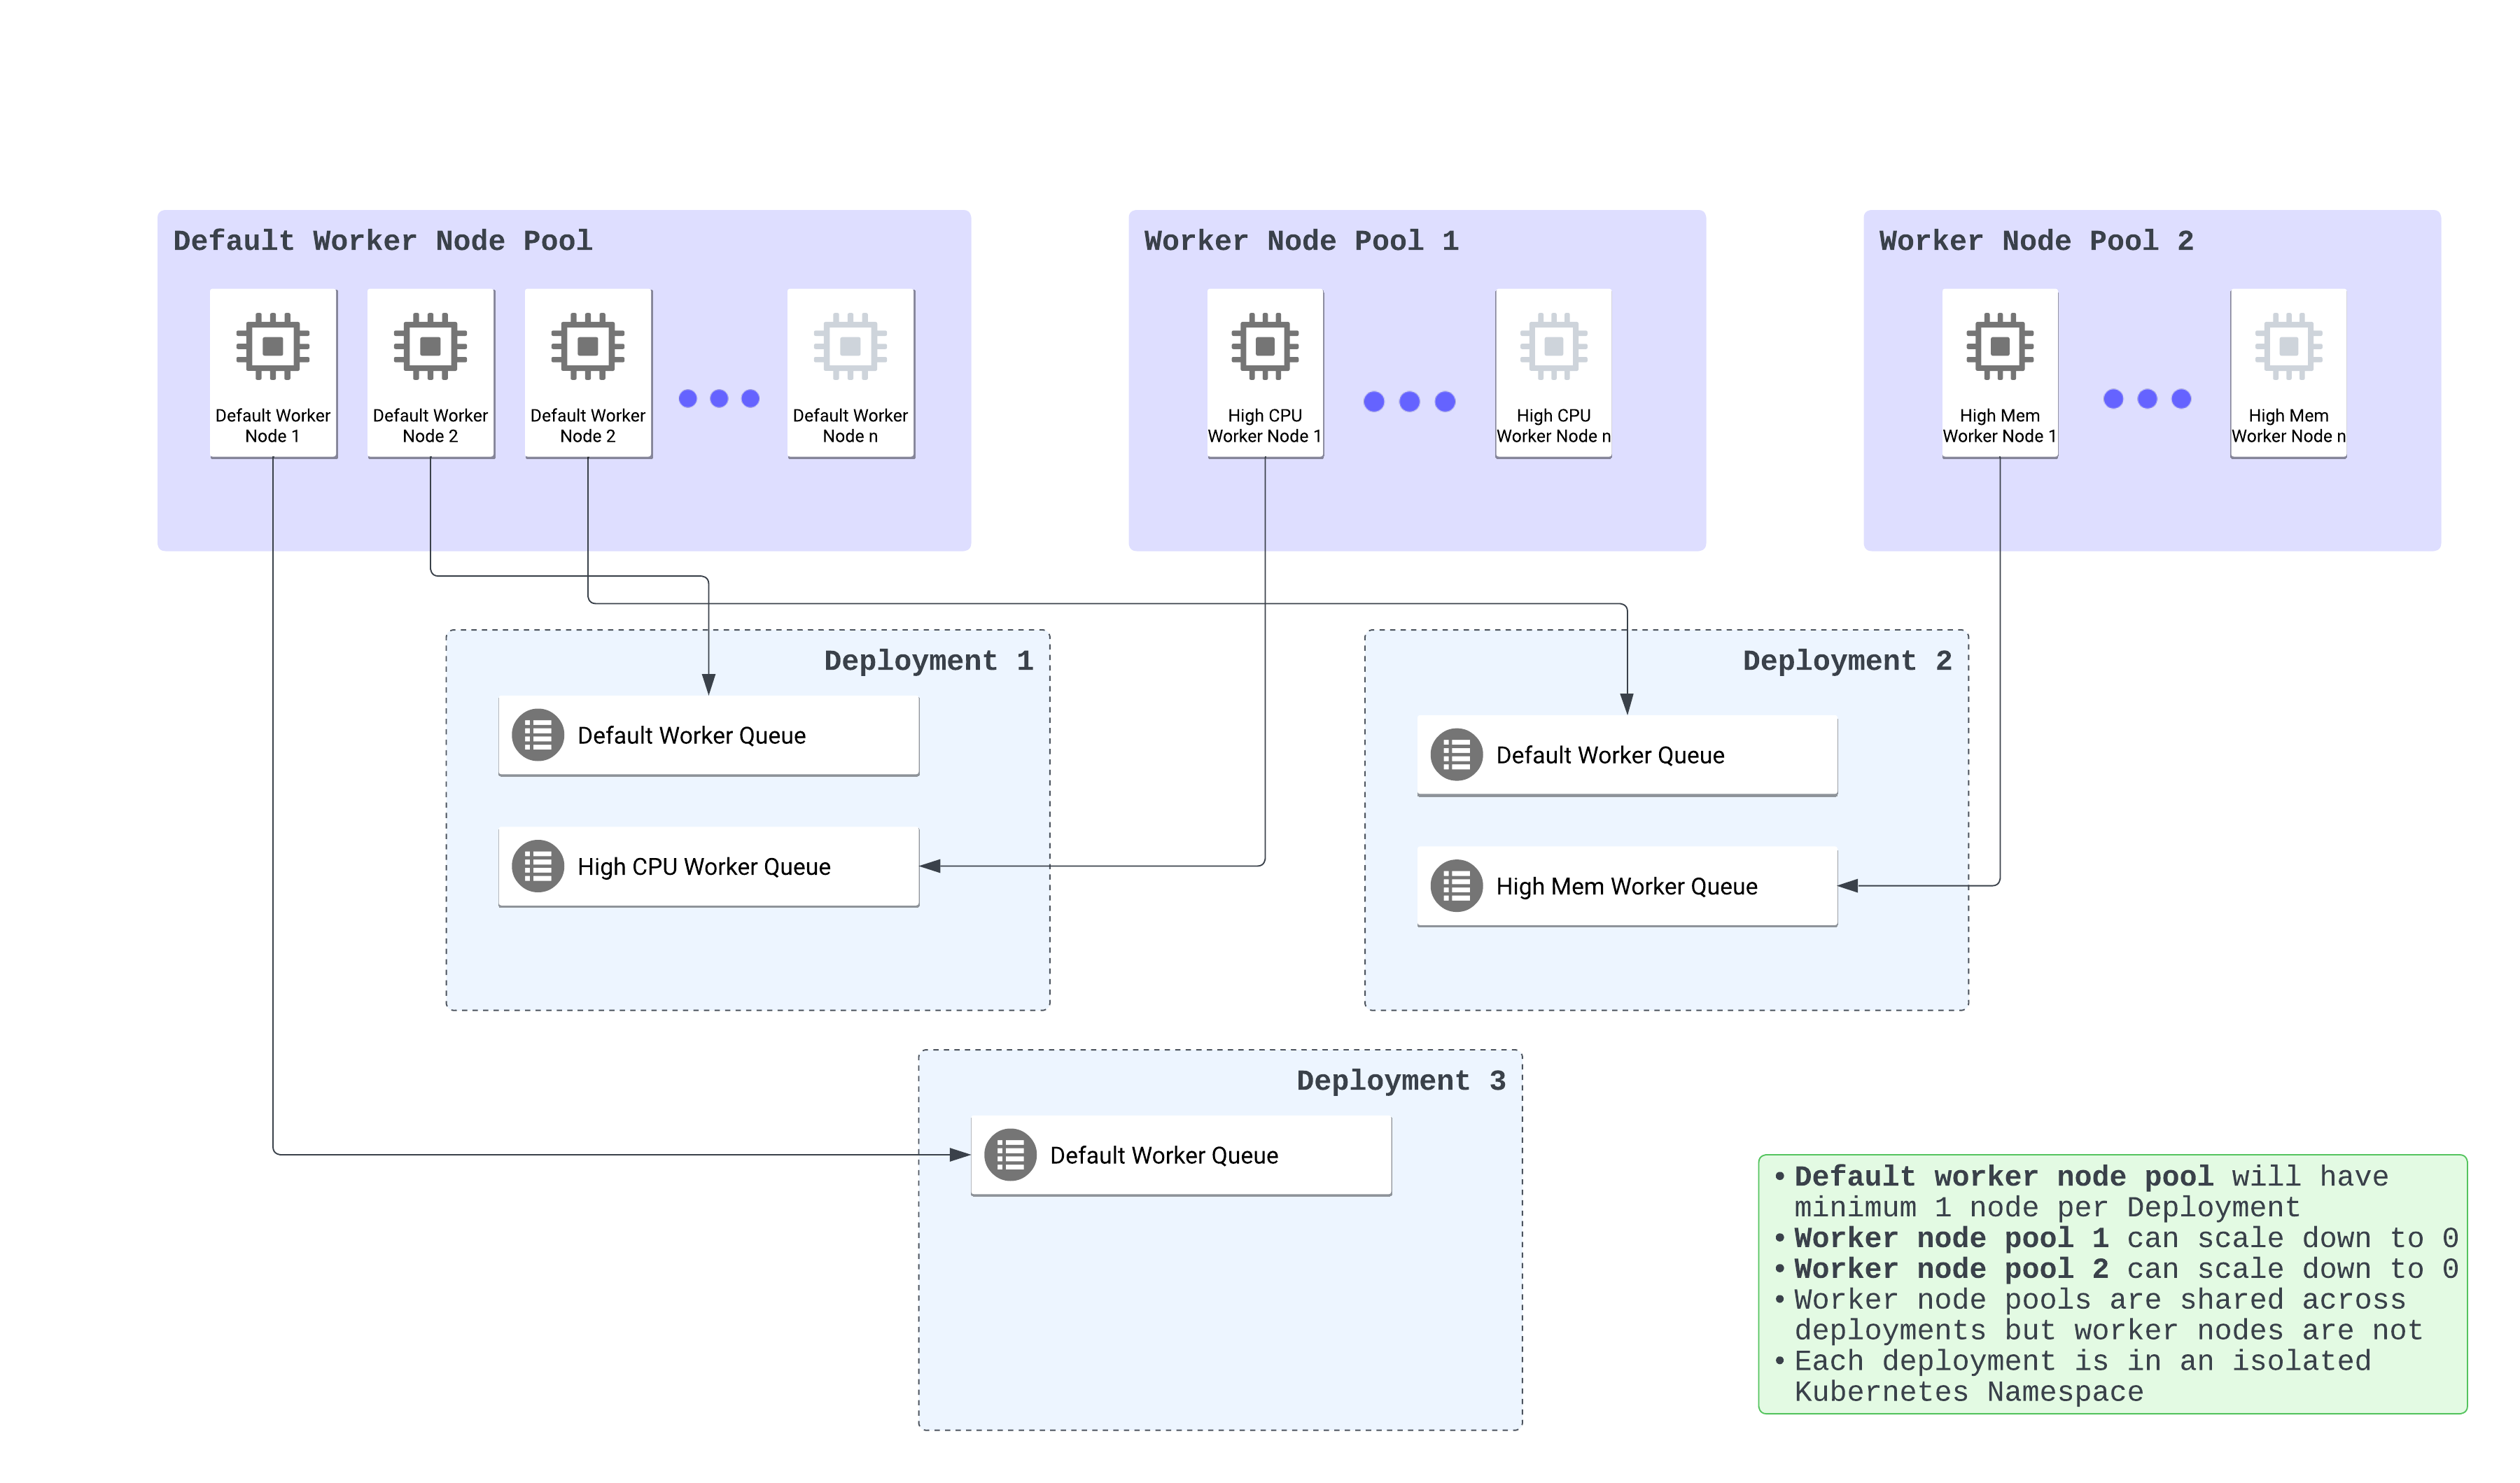 Default Worker Node Pool
Default Worker
Node 1
Default Worker
Node 2
Default Worker
Node 2
Default Worker
Node n
Worker Node Pool 1
High CPU
Worker Node 1
High CPU
Worker Node n
Worker Node Pool 2
High Mem
Worker Node 1
High Mem
Worker Node n
Deployment 1
Default Worker Queue
High CPU Worker Queue
Deployment 2
Default Worker Queue
High Mem Worker Queue
Deployment 3
Default Worker Queue
• Default worker node pool will have
minimum 1 node per Deployment
• Worker node pool 1 can scale down to 0
• Worker node pool 2 can scale down to 0
• Worker node pools are shared across
deployments but worker nodes are not
• Each deployment is in an isolated
Kubernetes Namespace